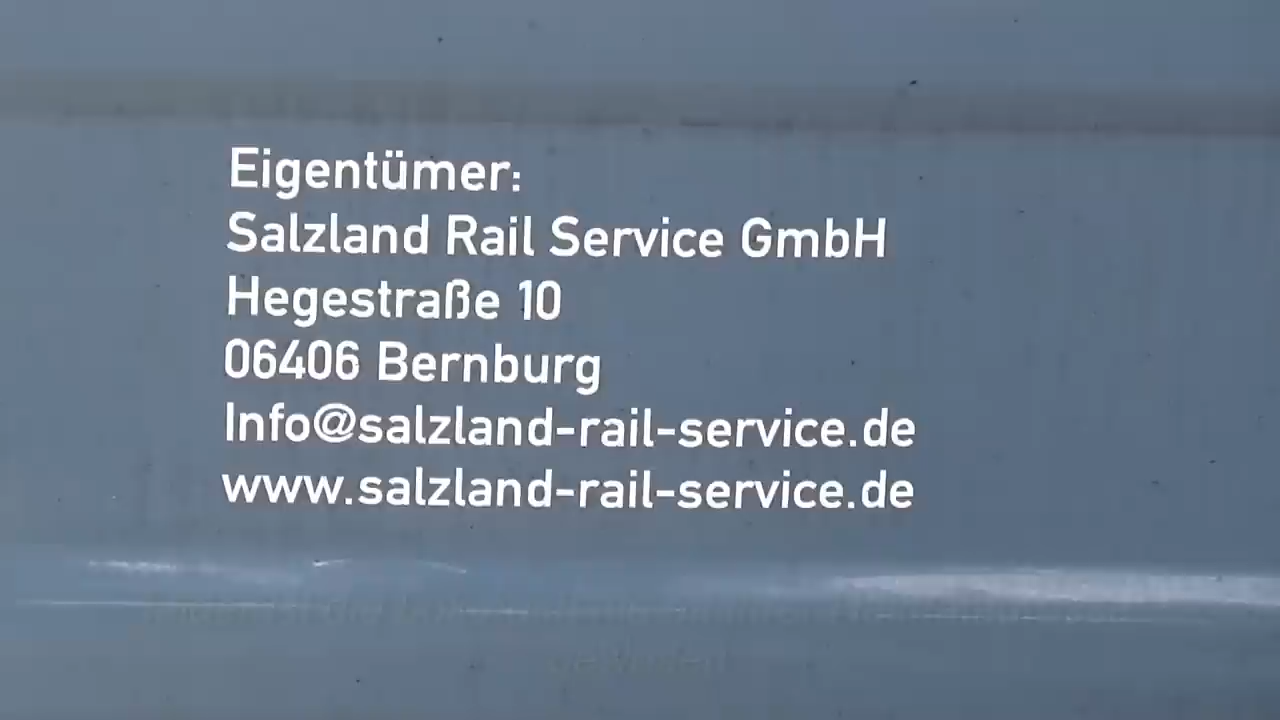 Eigentümer:
Salzland Rail Service GmbH
Hegestraße 10
06406 Bernburg
Info@salzland-rail-service.de
www.salzland-rail-service.de